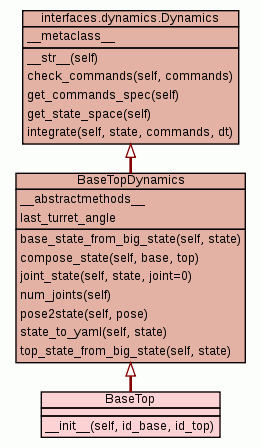 interfaces.dynamics.Dynamics
__metaclass__
__str__(self)
check_commands(self, commands)
get_commands_spec(self)
get_state_space(self)
integrate(self, state, commands, dt)
BaseTopDynamics
__abstractmethods__
last_turret_angle
base_state_from_big_state(self, state)
compose_state(self, base, top)
joint_state(self, state, joint=0)
num_joints(self)
pose2state(self, pose)
state_to_yaml(self, state)
top_state_from_big_state(self, state)
BaseTop
__init__(self, id_base, id_top)